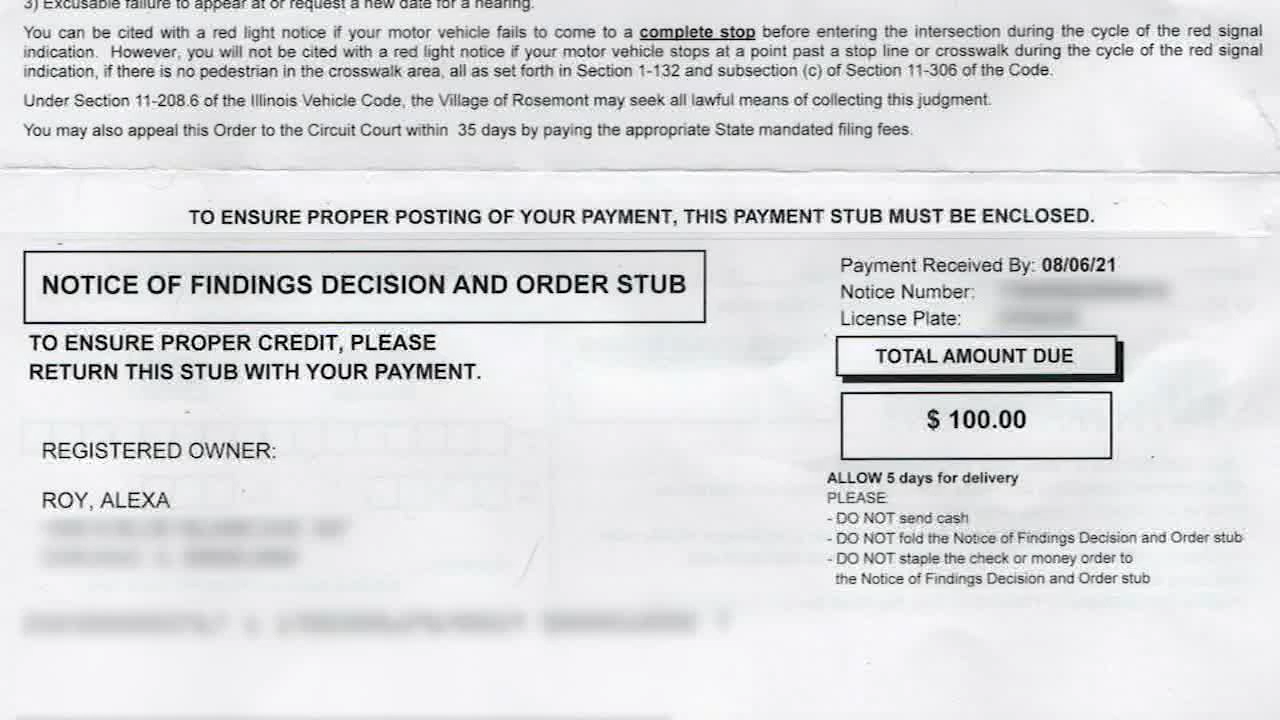 3) Excusable failure to appear at or request a new date for a hearing.
You can be cited with a red light notice if your motor vehicle fails to come to a complete stop before entering the intersection during the cycle of the red signal
indication. However, you will not be cited with a red light notice if your motor vehicle stops at a point past a stop line or crosswalk during the cycle of the red signal
indication, if there is no pedestrian in the crosswalk area, all as set forth in Section 1-132 and subsection (c) of Section 11-306 of the Code.
Under Section 11-208.6 of the Illinois Vehicle Code, the Village of Rosemont may seek all lawful means of collecting this judgment.
You may also appeal this Order to the Circuit Court within 35 days by paying the appropriate State mandated filing fees.
TO ENSURE PROPER POSTING OF YOUR PAYMENT, THIS PAYMENT STUB MUST BE ENCLOSED.
NOTICE OF FINDINGS DECISION AND ORDER STUB
TO ENSURE PROPER CREDIT, PLEASE
RETURN THIS STUB WITH YOUR PAYMENT.
REGISTERED OWNER:
ROY, ALEXA
Payment Received By: 08/06/21
Notice Number:
License Plate:
TOTAL AMOUNT DUE
$ 100.00
ALLOW 5 days for delivery
PLEASE
- DO NOT send cash
- DO NOT fold the Notice of Findings Decision and Order stub
- DO NOT staple the check or money order to
the Notice of Findings Decision and Order stub